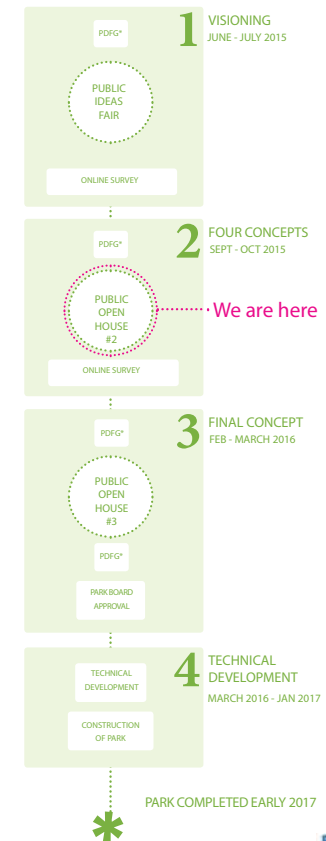 PDFG*
1
VISIONING
JUNE - JULY 2015
PUBLIC
IDEAS
FAIR
ONLINE SURVEY
PDFG*
2
FOUR CONCEPTS
SEPT - OCT 2015
PUBLIC
OPEN
HOUSE
#2
We are here
ONLINE SURVEY
PDFG*
3
FINAL CONCEPT
FEB - MARCH 2016
PUBLIC
OPEN
HOUSE
#3
PDFG*
PARK BOARD
APPROVAL
4
TECHNICAL
DEVELOPMENT
MARCH 2016 - JAN 2017
TECHNICAL
DEVELOPMENT
CONSTRUCTION
OF PARK
PARK COMPLETED EARLY 2017
*